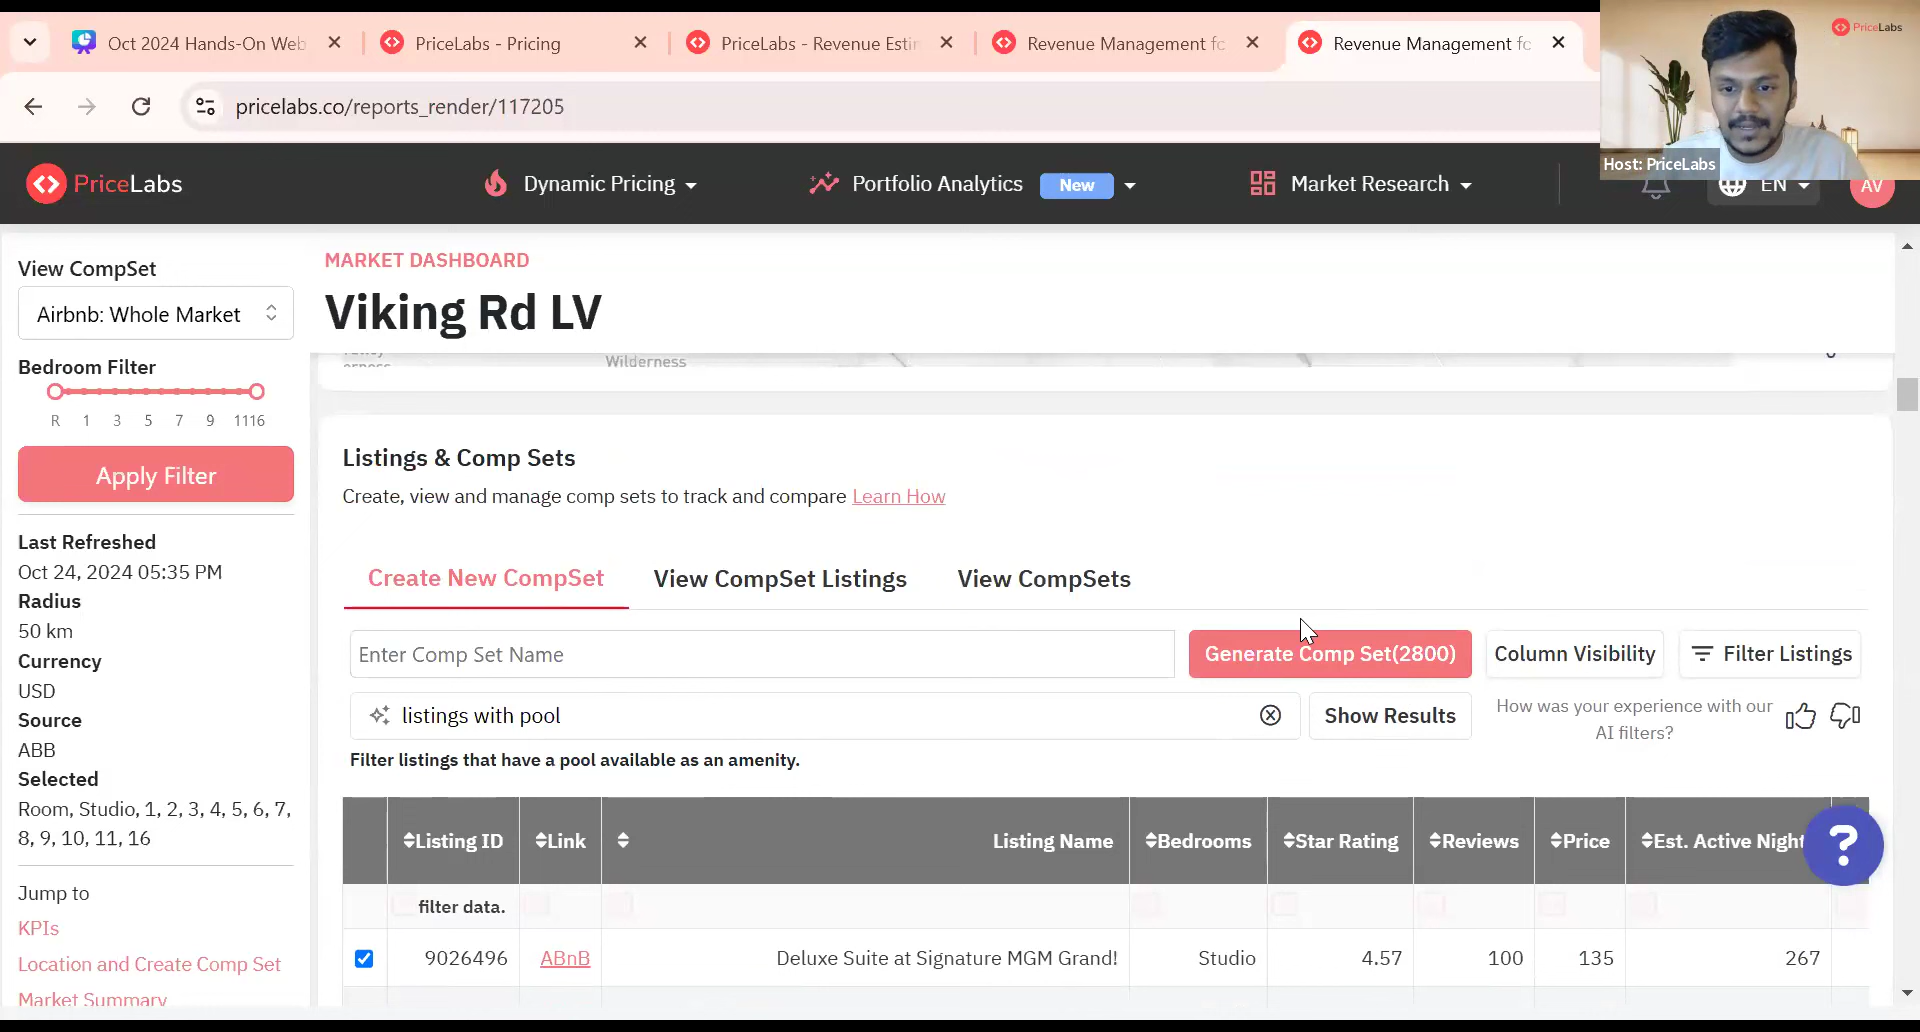 Oct 2024 Hands-On Web
PriceLabs - Pricing
PriceLabs - Revenue Estin
Revenue Management fo
Revenue Management fo
PriceLabs
pricelabs.co/reports_render/117205
Host: PriceLabs
PriceLabs
Dynamic Pricing
Portfolio Analytics
New
Market Research
EN
AV
View CompSet
Airbnb: Whole Market
Bedroom Filter
R 1 3 5 7 9 1116
Apply Filter
Last Refreshed
Oct 24, 2024 05:35 PM
Radius
50 km
Currency
USD
Source
ABB
Selected
Room, Studio, 1, 2, 3, 4, 5, 6, 7,
8, 9, 10, 11, 16
Jump to
KPIs
Location and Create Comp Set
Market Summary
MARKET DASHBOARD
Viking Rd LV
Wilderness
Listings & Comp Sets
Create, view and manage comp sets to track and compare Learn How
Create New CompSet
View CompSet Listings
View CompSets
Enter Comp Set Name
Generate Comp Set(2800)
Column Visibility
Filter Listings
listings with pool
Show Results
How was your experience with our
AI filters?
Filter listings that have a pool available as an amenity.
Listing ID Link Listing Name Bedrooms Star Rating Reviews Price Est. Active Night
?
filter data.
9026496 ABnB Deluxe Suite at Signature MGM Grand! Studio 4.57 100 135 267